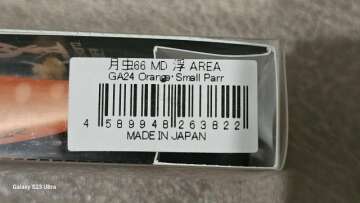 月虫66 MD 浮 AREA
GA24 Orange Small Parr
4 589948 263822
MADE IN JAPAN
Galaxy S23 Ultra